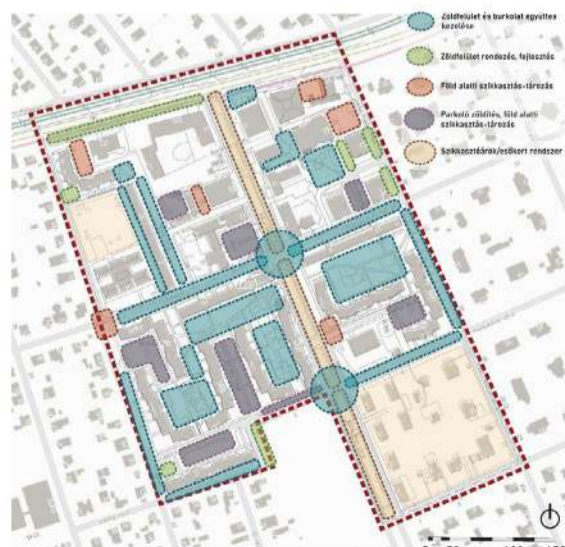 Zöldfelület és burkolat együttes
kezelése
Zöldfelület rendezés, fejlesztés
Föld alatti szikkasztás-tározás
Parkoló zöldítés, föld alatti
szikkasztás-tározás
Szikkasztóárok/esőkert rendszer